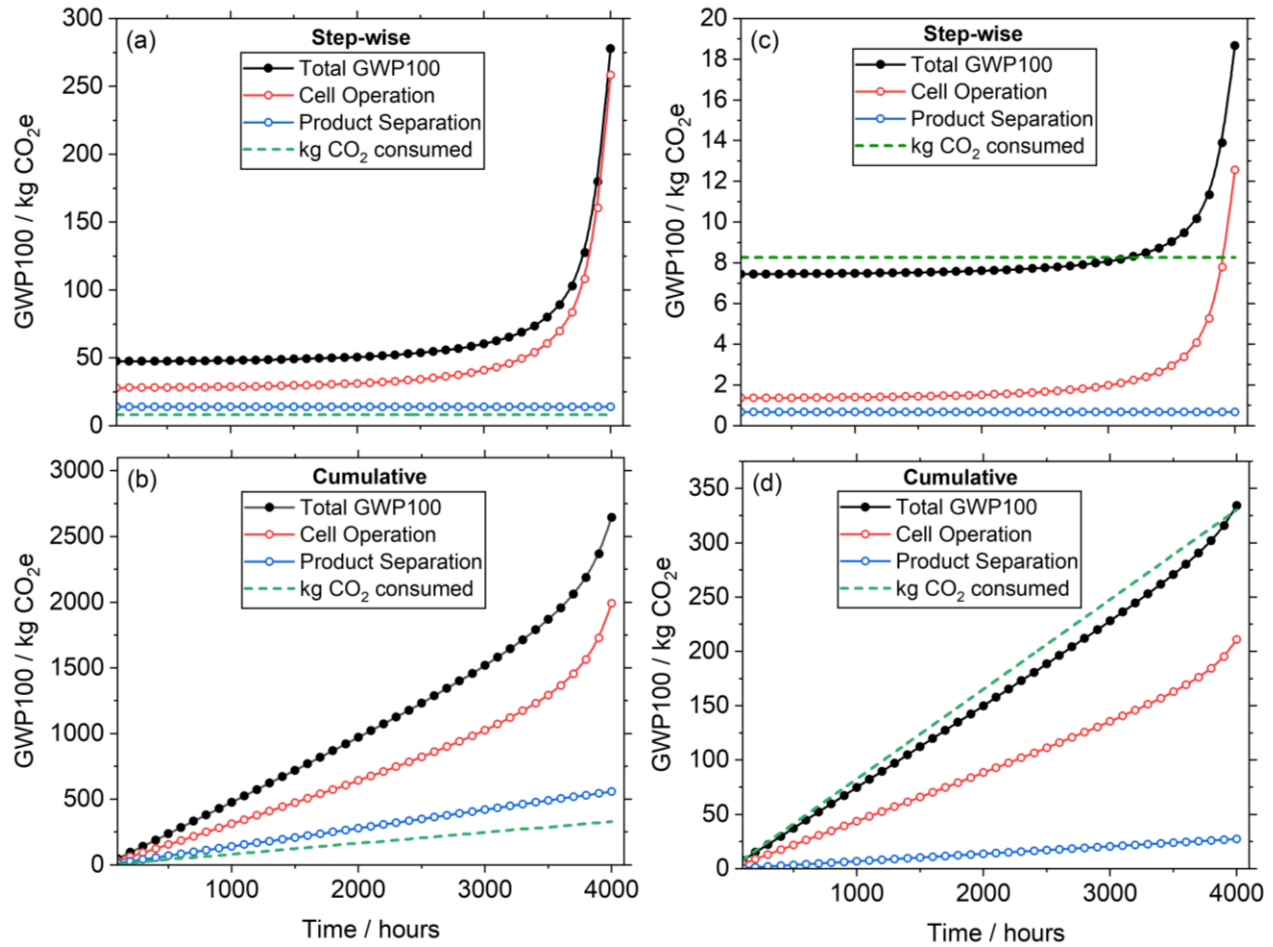 (a)
Step-wise
Total GWP100
Cell Operation
Product Separation
kg CO₂ consumed
300
250
200
150
100
50
0
GWP100 / kg CO₂e
(c)
Step-wise
Total GWP100
Cell Operation
Product Separation
kg CO₂ consumed
20
18
16
14
12
10
8
6
4
2
0
GWP100 / kg CO₂e
(b)
Cumulative
Total GWP100
Cell Operation
Product Separation
kg CO₂ consumed
3000
2500
2000
1500
1000
500
0
GWP100 / kg CO₂e
1000 2000 3000 4000
Time / hours
(d)
Cumulative
Total GWP100
Cell Operation
Product Separation
kg CO₂ consumed
350
300
250
200
150
100
50
0
GWP100 / kg CO₂e
1000 2000 3000 4000
Time / hours